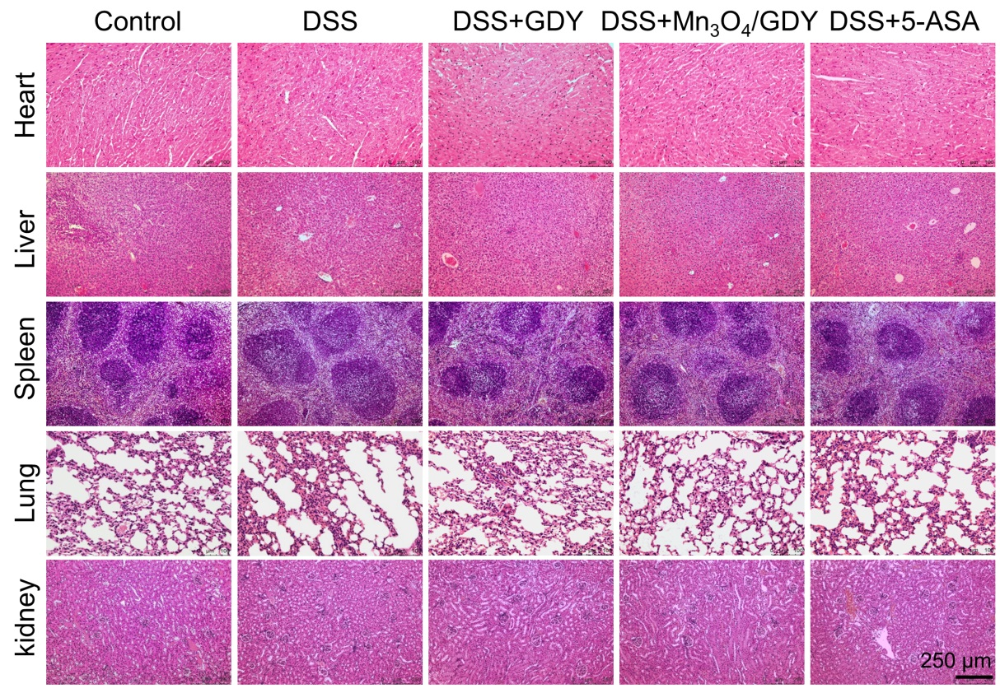 Control DSS DSS+GDY DSS+Mn₃O₄/GDY DSS+5-ASA
Heart
Liver
Spleen
Lung
kidney
250 µm